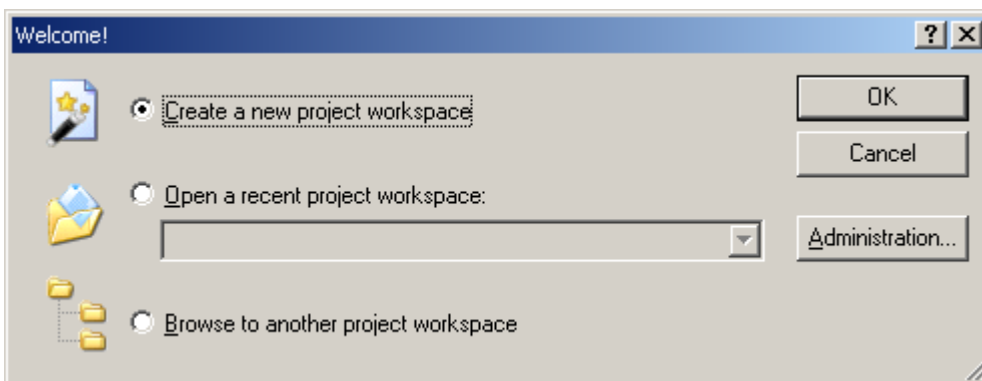 Welcome!
Create a new project workspace
OK
Cancel
Open a recent project workspace:
Administration...
Browse to another project workspace